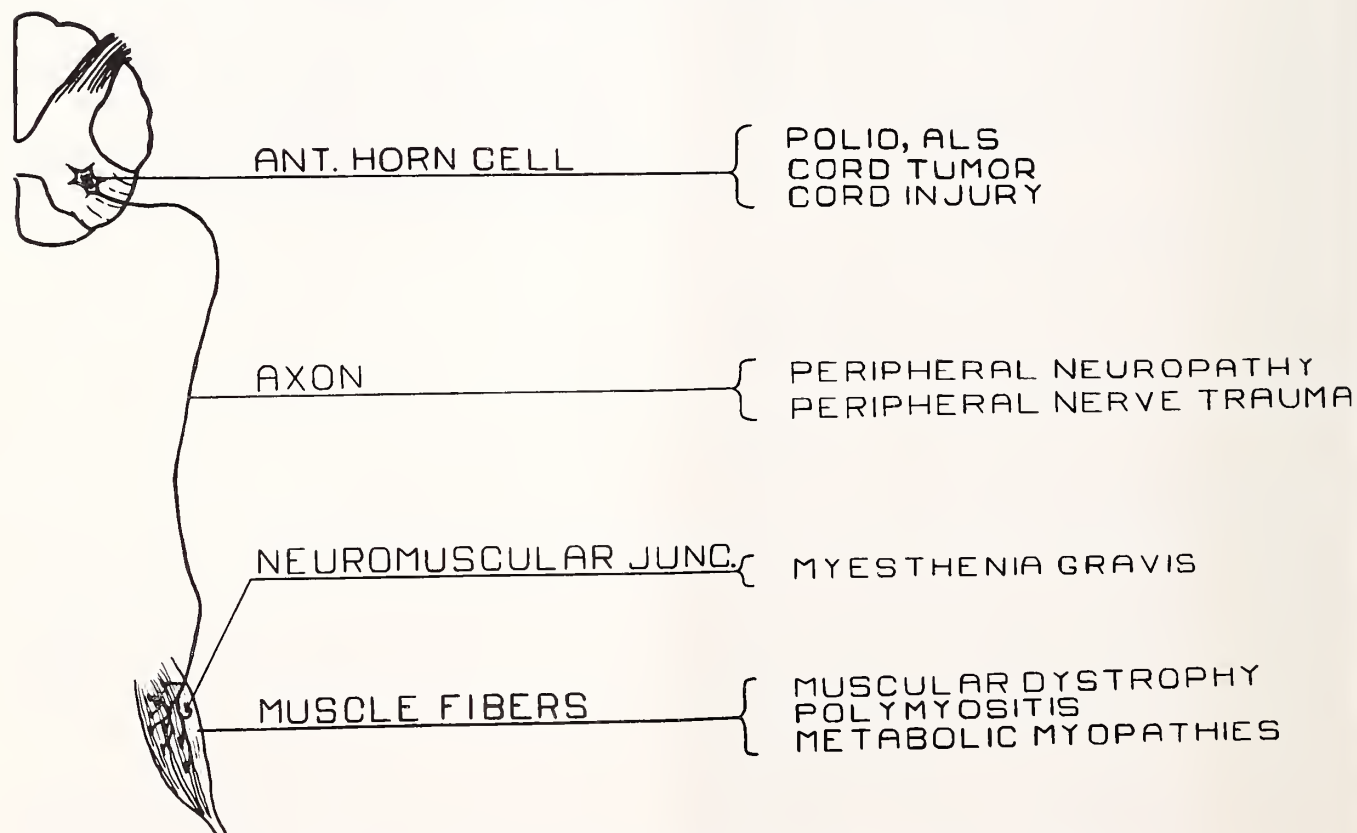 ANT. HORN CELL
POLIO, ALS
CORD TUMOR
CORD INJURY
AXON
PERIPHERAL NEUROPATHY
PERIPHERAL NERVE TRAUMA
NEUROMUSCULAR JUNC.
MYESTHENIA GRAVIS
MUSCLE FIBERS
MUSCULAR DYSTROPHY
POLYMYOSITIS
METABOLIC MYOPATHIES